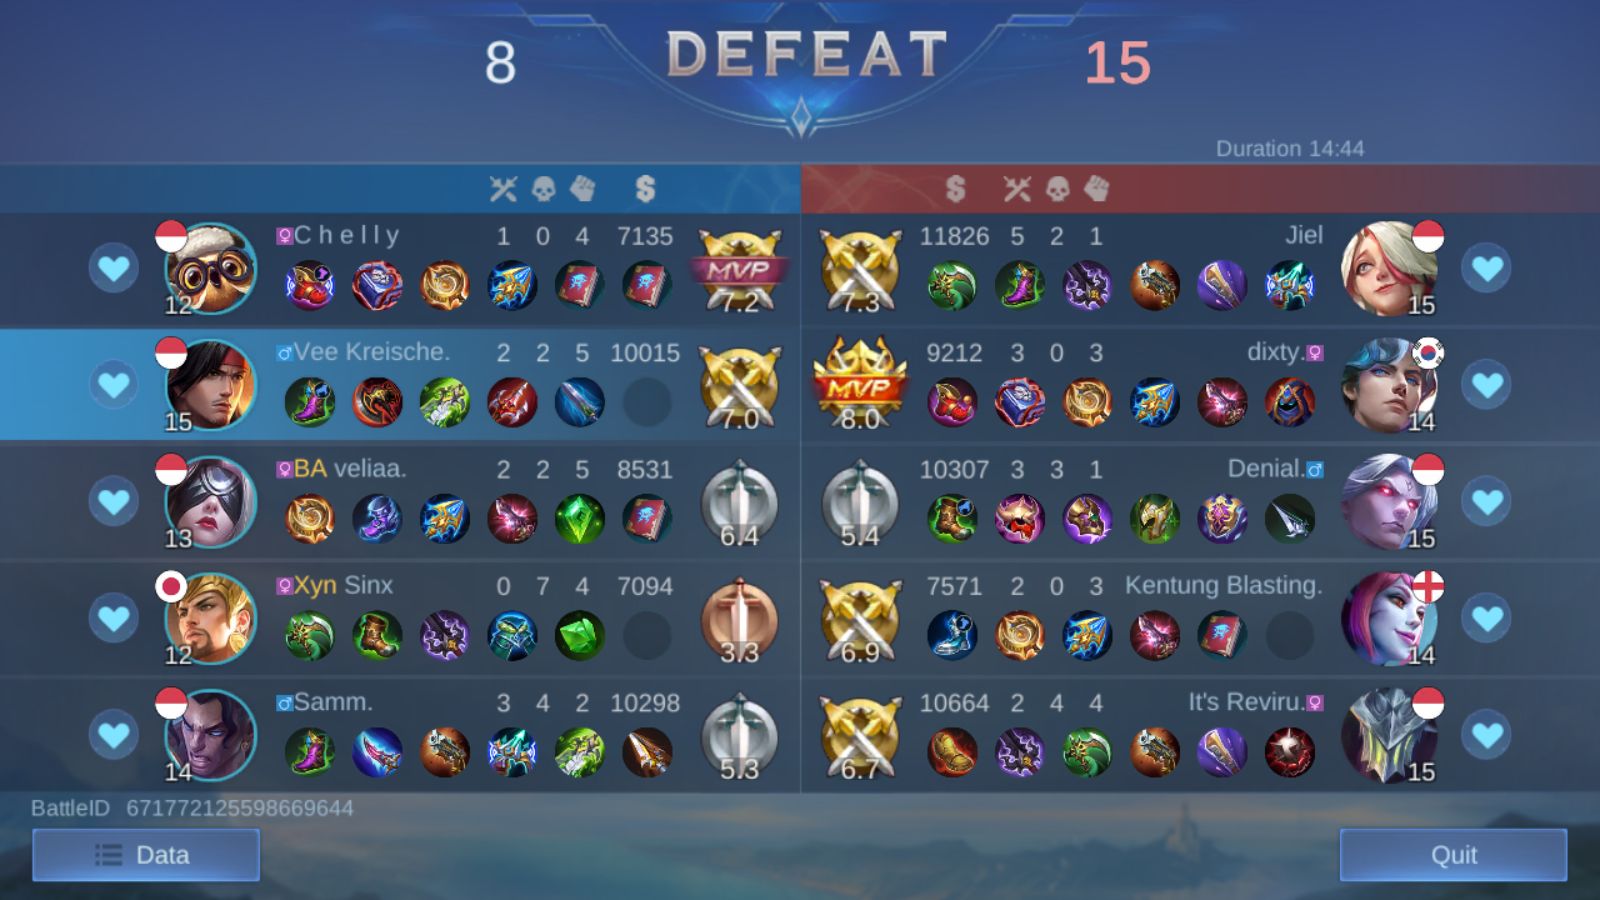 8 DEFEAT 15
Duration 14:44
Chelly 1 0 4 7135
12 MVP 7.2
11826 5 2 1 Jiel
7.3 15
Vee Kreische. 2 2 5 10015
15 7.0
9212 3 0 3 dixty.
MVP 8.0 14
BA veliaa. 2 2 5 8531
13 6.4
10307 3 3 1 Denial.
5.4 15
Xyn Sinx 0 7 4 7094
12 3.3
7571 2 0 3 Kentung Blasting.
6.9 14
Samm. 3 4 2 10298
14 5.3
10664 2 4 4 It's Reviru.
6.7 15
BattleID 671772125598669644
Data
Quit